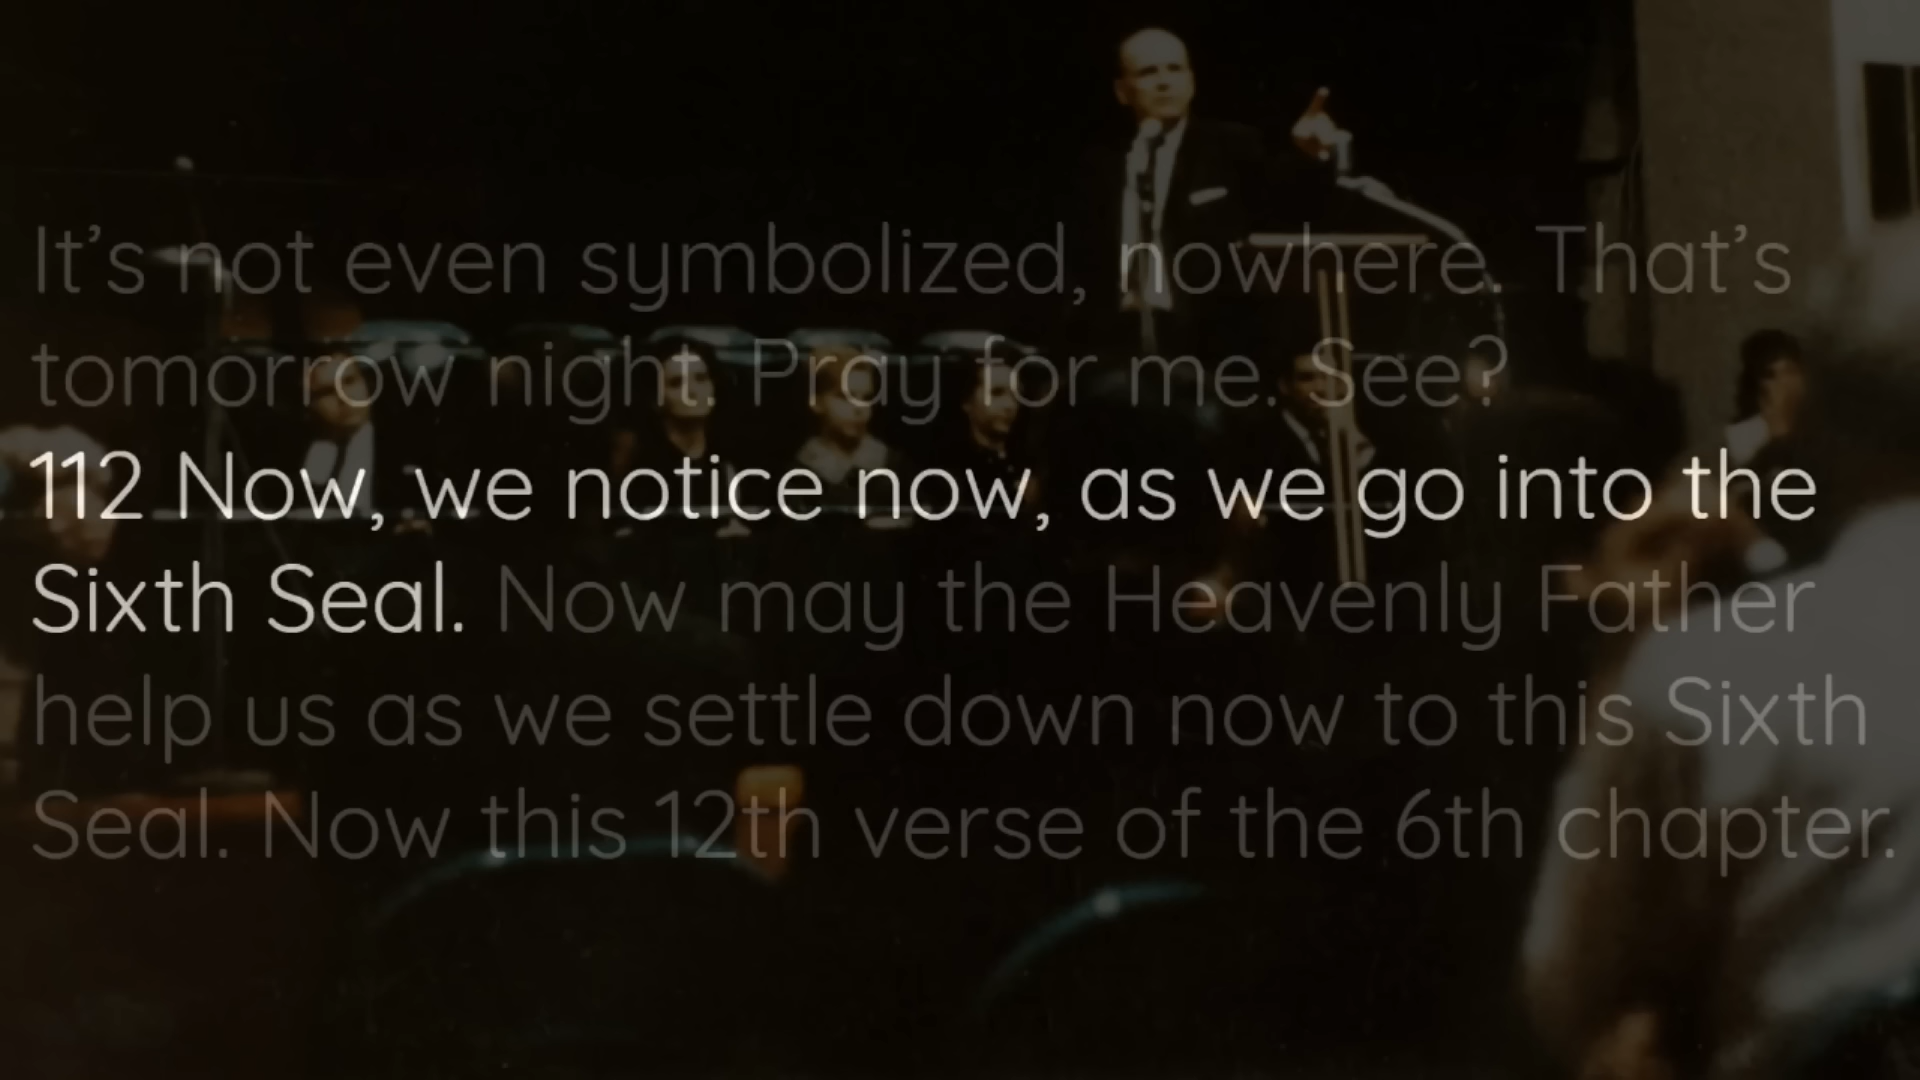 It’s not even symbolized, nowhere. That’s
tomorrow night. Pray for me. See?
112 Now, we notice now, as we go into the
Sixth Seal. Now may the Heavenly Father
help us as we settle down now to this Sixth
Seal. Now this 12th verse of the 6th chapter.